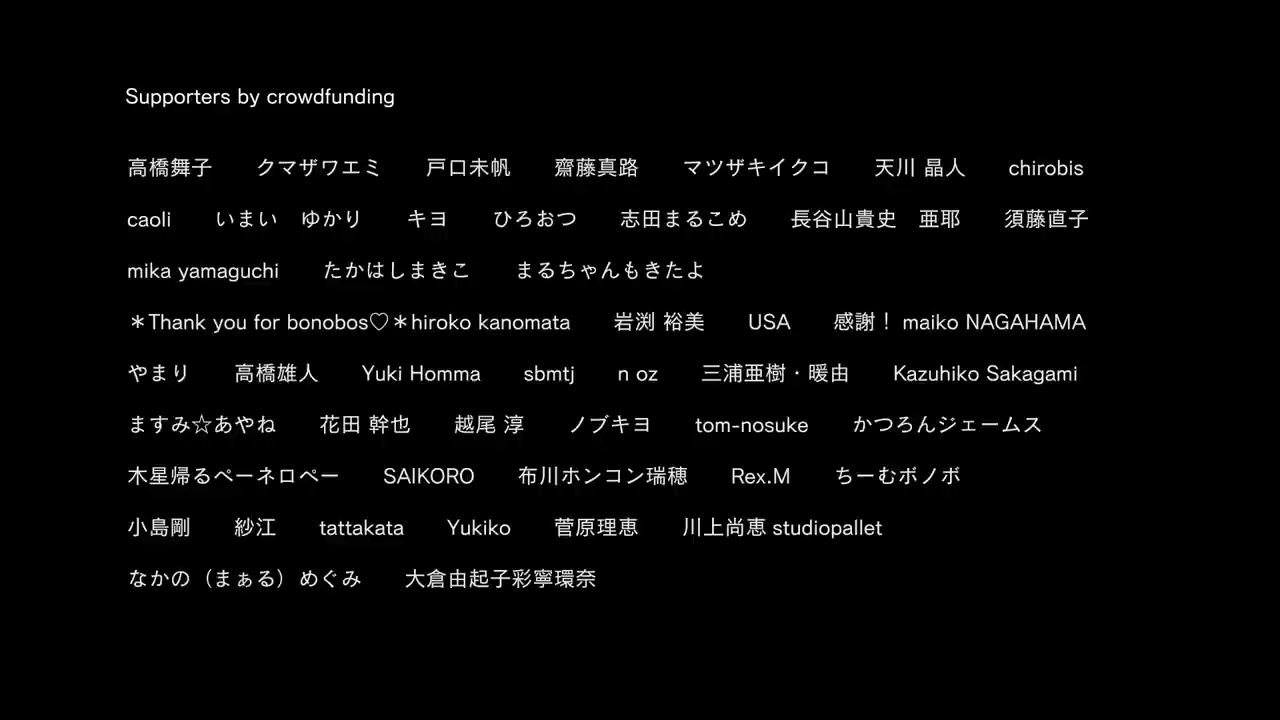 Supporters by crowdfunding
高橋舞子　　クマザワエミ　　戸口未帆　　齋藤真路　　マツザキイクコ　　天川 晶人　　chirobis
caoli　　いまい　ゆかり　　キヨ　　ひろおつ　　志田まるこめ　　長谷山貴史　亜耶　　須藤直子
mika yamaguchi　　たかはしまきこ　　まるちゃんもきたよ
＊Thank you for bonobos♡＊hiroko kanomata　　岩渕 裕美　　USA　　感謝！ maiko NAGAHAMA
やまり　　高橋雄人　　Yuki Homma　　sbmtj　　n oz　　三浦亜樹・暖由　　Kazuhiko Sakagami
ますみ☆あやね　　花田 幹也　　越尾 淳　　ノブキヨ　　tom-nosuke　　かつろんジェームス
木星帰るペーネロペー　　SAIKORO　　布川ホンコン瑞穂　　Rex.M　　ちーむボノボ
小島剛　　紗江　　tattakata　　Yukiko　　菅原理恵　　川上尚恵 studiopallet
なかの（まぁる）めぐみ　　大倉由起子彩寧環奈